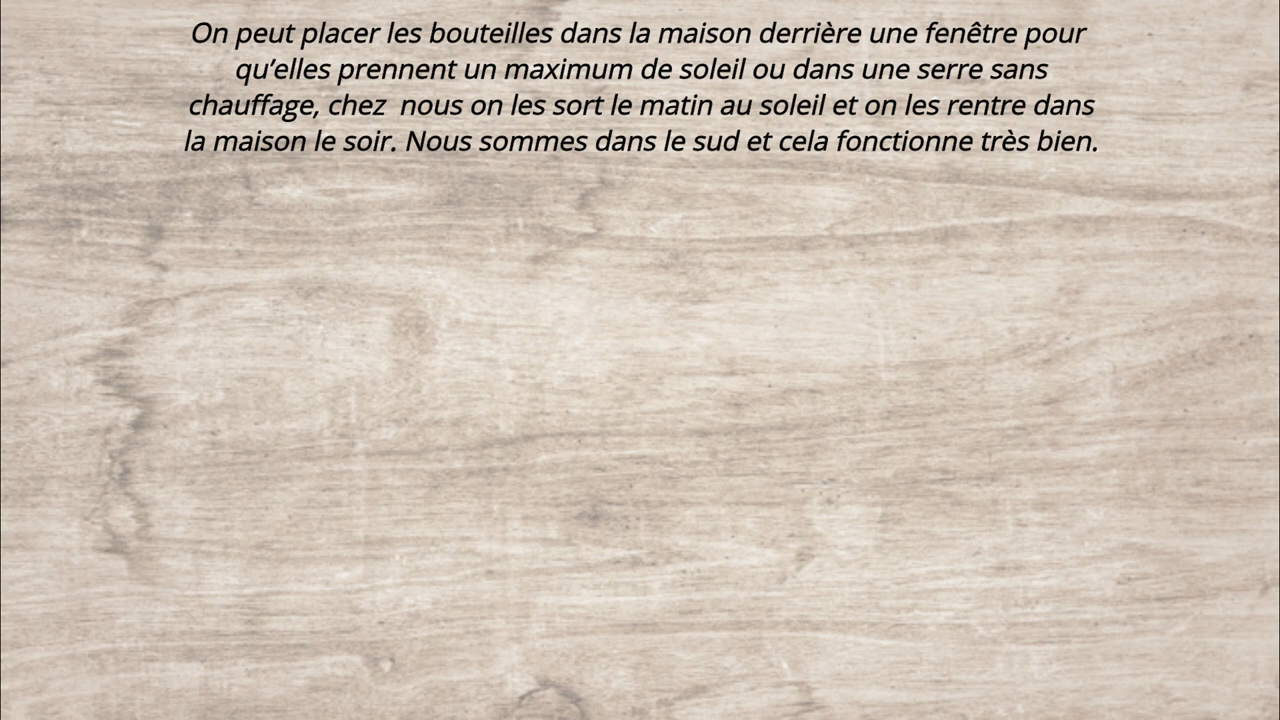 On peut placer les bouteilles dans la maison derrière une fenêtre pour
qu’elles prennent un maximum de soleil ou dans une serre sans
chauffage, chez  nous on les sort le matin au soleil et on les rentre dans
la maison le soir. Nous sommes dans le sud et cela fonctionne très bien.